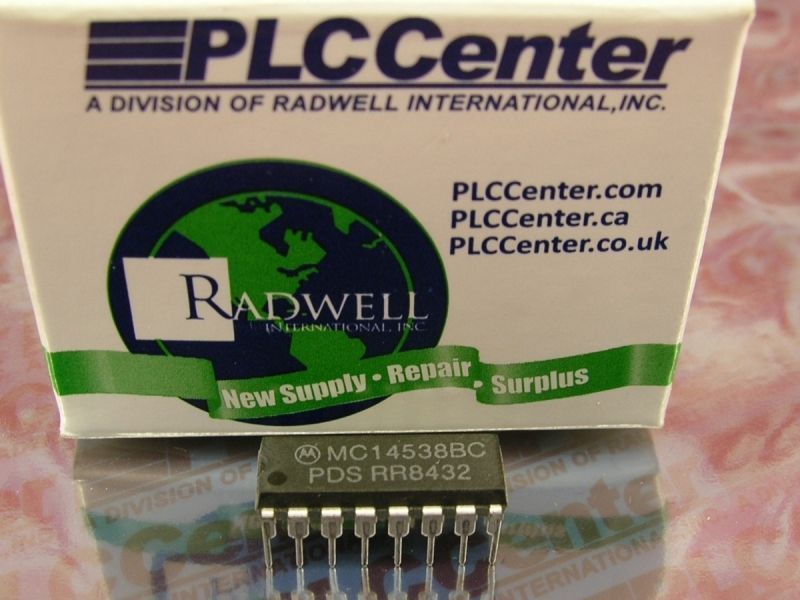 PLCCenter
A DIVISION OF RADWELL INTERNATIONAL,INC.
PLCCenter.com
PLCCenter.ca
PLCCenter.co.uk
RADWELL
INTERNATIONAL, INC
New Supply • Repair • Surplus
MC14538BC
PDS RR8432